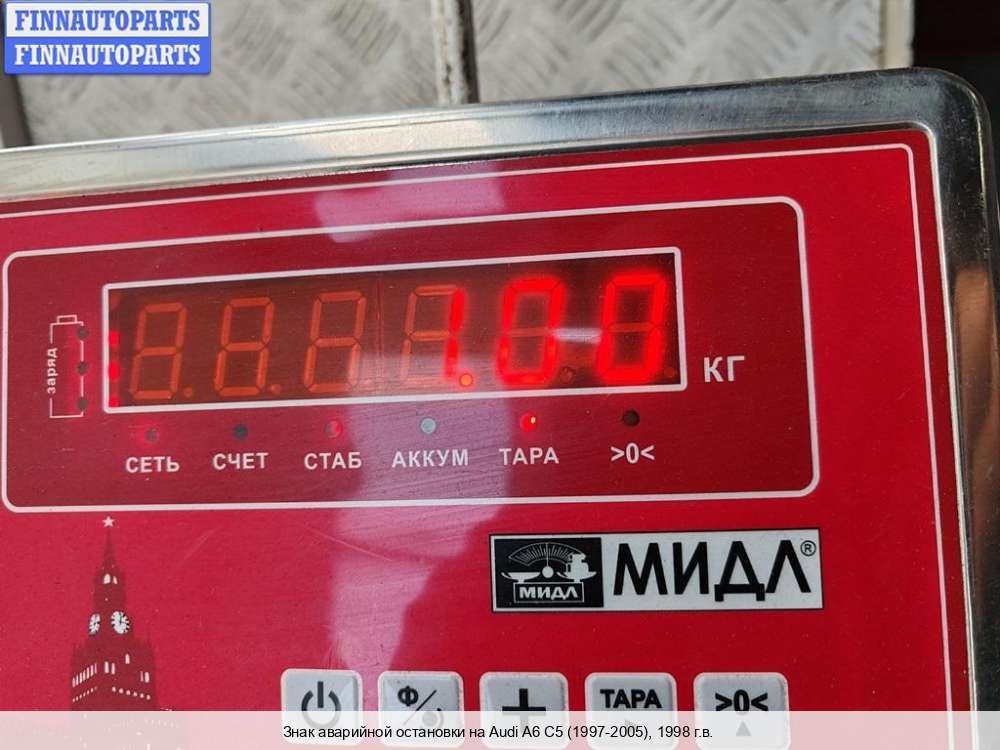 FINNAUTOPARTS
FINNAUTOPARTS
заряд
1.00
КГ
СЕТЬ СЧЕТ СТАБ АККУМ ТАРА >0<
МИДЛ МИДЛ®
Ф/ + ТАРА >0<
Знак аварийной остановки на Audi A6 C5 (1997-2005), 1998 г.в.